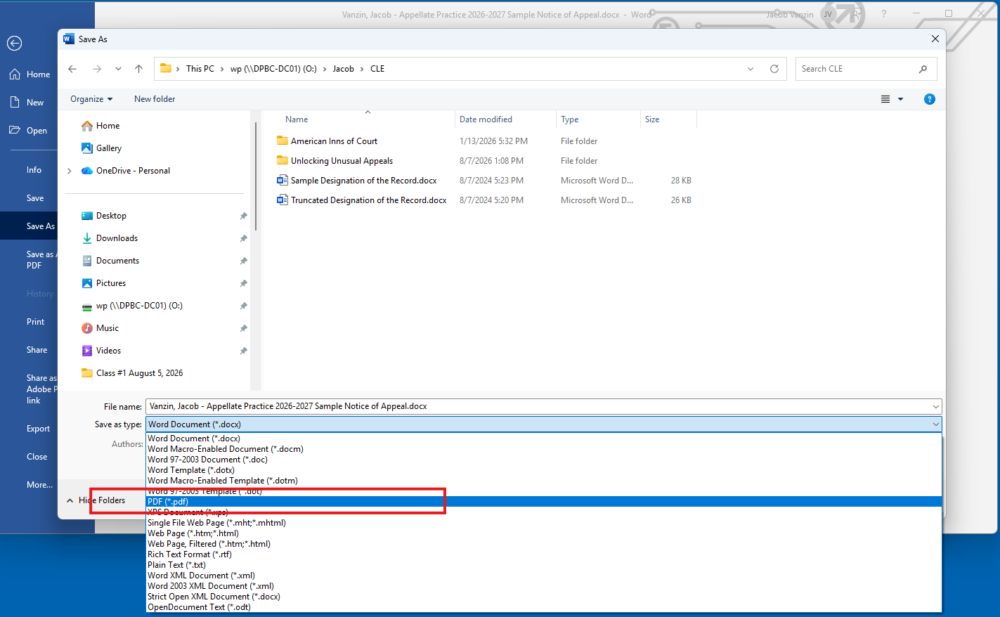 Vanzin, Jacob - Appellate Practice 2026-2027 Sample Notice of Appeal.docx - Word
Jacob Vanzin
JV
?
Save As
Home
New
Open
Info
Save
Save As
Save as A
PDF
History
Print
Share
Share as
Adobe P
link
Export
Close
More...
This PC > wp (\\DPBC-DC01) (O:) > Jacob > CLE
Search CLE
Organize
New folder
?
Home
Gallery
OneDrive - Personal
Desktop
Downloads
Documents
Pictures
wp (\\DPBC-DC01) (O:)
Music
Videos
Class #1 August 5, 2026
Name Date modified Type Size
American Inns of Court 1/13/2026 5:32 PM File folder
Unlocking Unusual Appeals 8/7/2026 1:08 PM File folder
Sample Designation of the Record.docx 8/7/2024 5:23 PM Microsoft Word D... 28 KB
Truncated Designation of the Record.docx 8/7/2024 5:20 PM Microsoft Word D... 26 KB
File name: Vanzin, Jacob - Appellate Practice 2026-2027 Sample Notice of Appeal.docx
Save as type: Word Document (*.docx)
Authors:
Word Document (*.docx)
Word Macro-Enabled Document (*.docm)
Word 97-2003 Document (*.doc)
Word Template (*.dotx)
Word Macro-Enabled Template (*.dotm)
Word 97-2003 Template (*.dot)
PDF (*.pdf)
XPS Document (*.xps)
Single File Web Page (*.mht;*.mhtml)
Web Page (*.htm;*.html)
Web Page, Filtered (*.htm;*.html)
Rich Text Format (*.rtf)
Plain Text (*.txt)
Word XML Document (*.xml)
Word 2003 XML Document (*.xml)
Strict Open XML Document (*.docx)
OpenDocument Text (*.odt)
Hide Folders